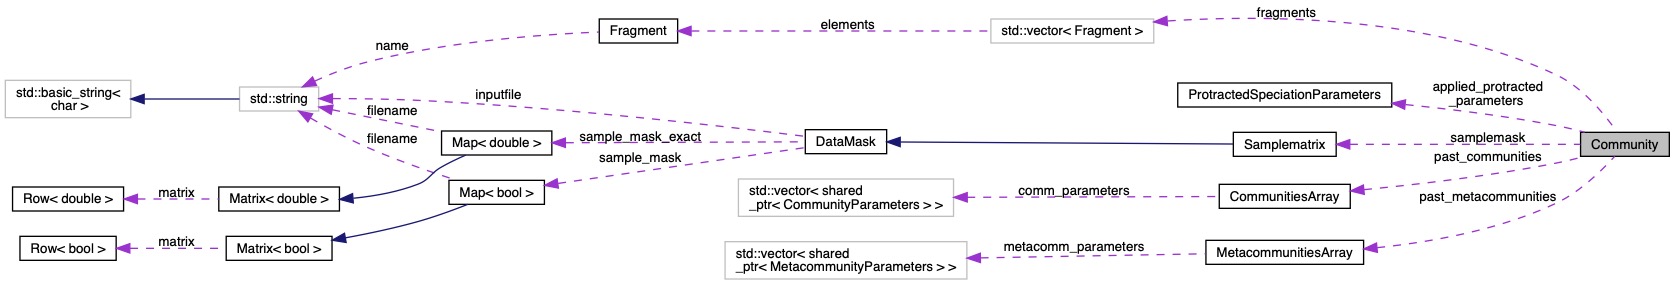 fragments
elements
Fragment
std::vector< Fragment >
name
std::basic_string<
char >
std::string
inputfile
applied_protracted
_parameters
ProtractedSpeciationParameters
filename
filename
Map< double >
sample_mask_exact
DataMask
Samplematrix
samplemask
Community
sample_mask
past_communities
Map< bool >
Row< double >
matrix
Matrix< double >
std::vector< shared
_ptr< CommunityParameters > >
comm_parameters
CommunitiesArray
past_metacommunities
Row< bool >
matrix
Matrix< bool >
std::vector< shared
_ptr< MetacommunityParameters > >
metacomm_parameters
MetacommunitiesArray